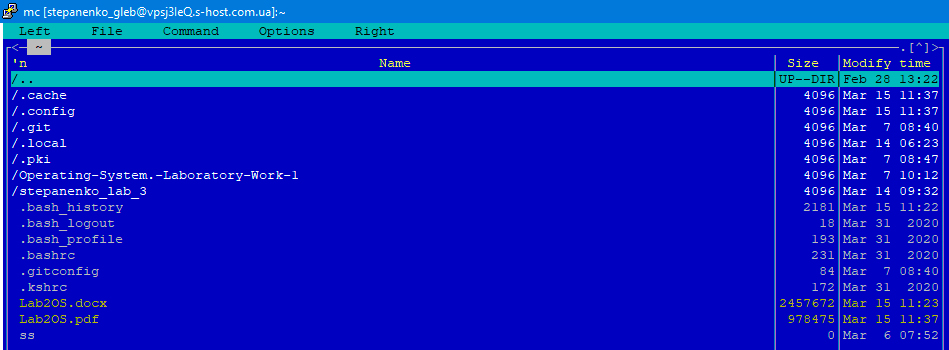 mc [stepanenko_gleb@vpsj3leQ.s-host.com.ua]:~
Left File Command Options Right
<─ ~ .[^]>
'n Name Size Modify time
/.. UP--DIR Feb 28 13:22
/.cache 4096 Mar 15 11:37
/.config 4096 Mar 15 11:37
/.git 4096 Mar 7 08:40
/.local 4096 Mar 14 06:23
/.pki 4096 Mar 7 08:47
/Operating-System.-Laboratory-Work-1 4096 Mar 7 10:12
/stepanenko_lab_3 4096 Mar 14 09:32
.bash_history 2181 Mar 15 11:22
.bash_logout 18 Mar 31 2020
.bash_profile 193 Mar 31 2020
.bashrc 231 Mar 31 2020
.gitconfig 84 Mar 7 08:40
.kshrc 172 Mar 31 2020
Lab2OS.docx 2457672 Mar 15 11:23
Lab2OS.pdf 978475 Mar 15 11:37
ss 0 Mar 6 07:52